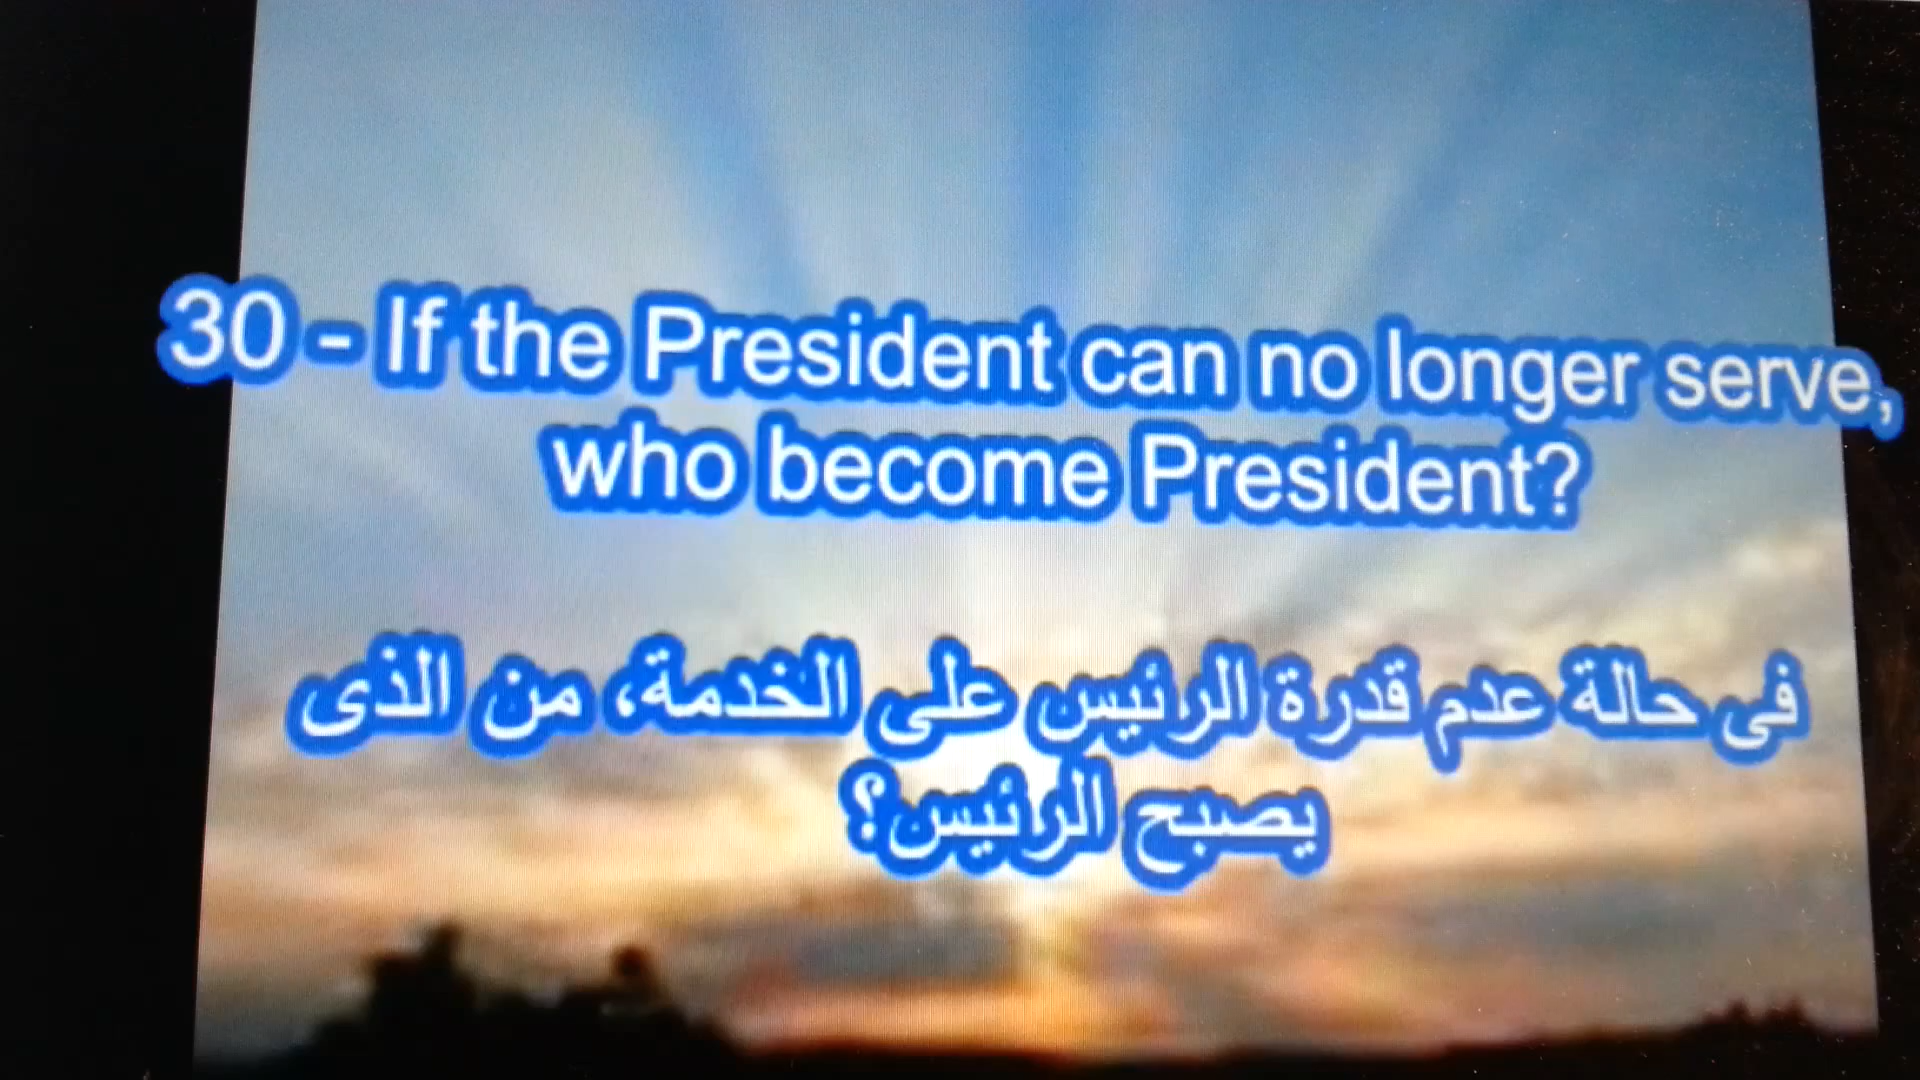 30 - If the President can no longer serve,
who become President?
فى حالة عدم قدرة الرئيس على الخدمة، من الذى
يصبح الرئيس؟